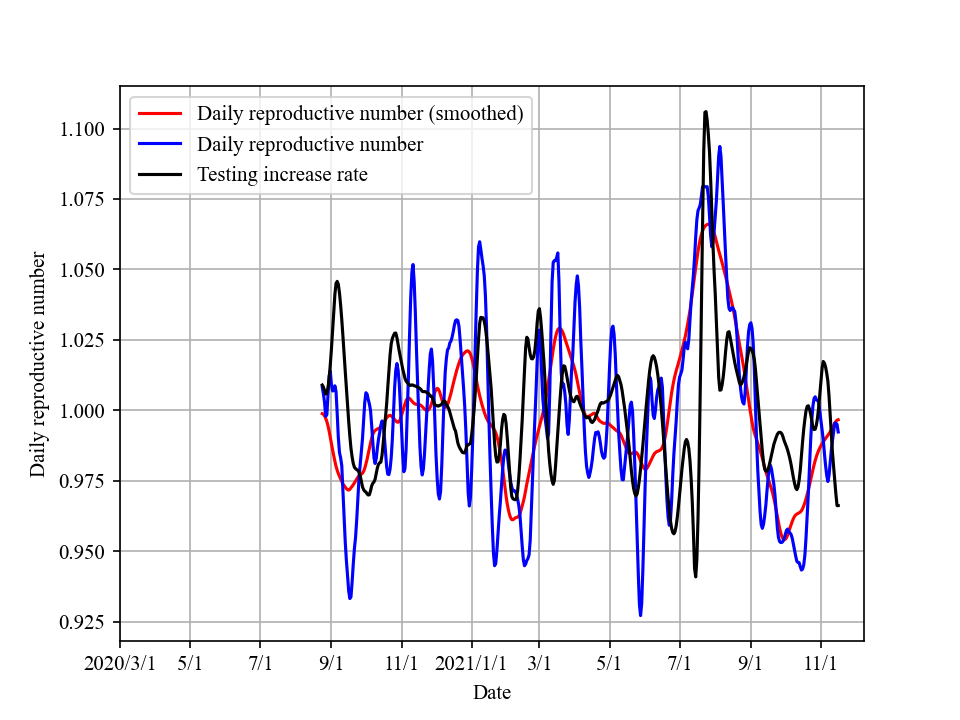 Daily reproductive number (smoothed)
Daily reproductive number
Testing increase rate
Daily reproductive number
1.100
1.075
1.050
1.025
1.000
0.975
0.950
0.925
2020/3/1 5/1 7/1 9/1 11/1 2021/1/1 3/1 5/1 7/1 9/1 11/1
Date